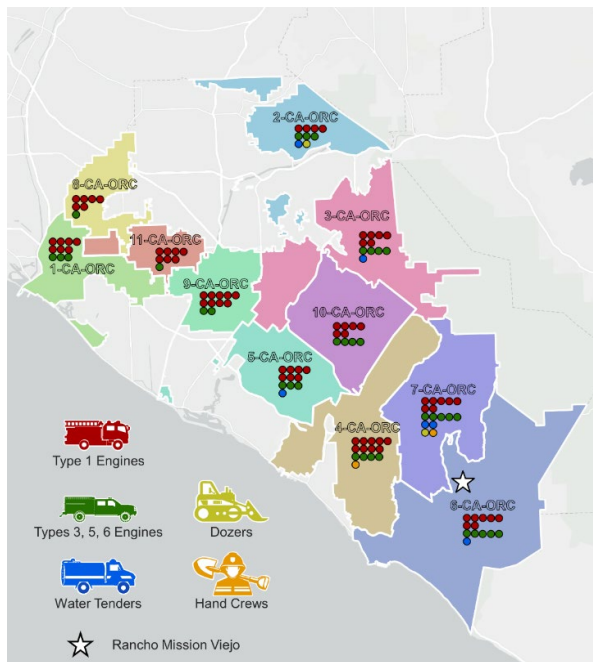 2-CA-ORC
8-CA-ORC
3-CA-ORC
11-CA-ORC
1-CA-ORC
9-CA-ORC
10-CA-ORC
5-CA-ORC
7-CA-ORC
4-CA-ORC
6-CA-ORC
Type 1 Engines
Types 3, 5, 6 Engines
Dozers
Water Tenders
Hand Crews
Rancho Mission Viejo